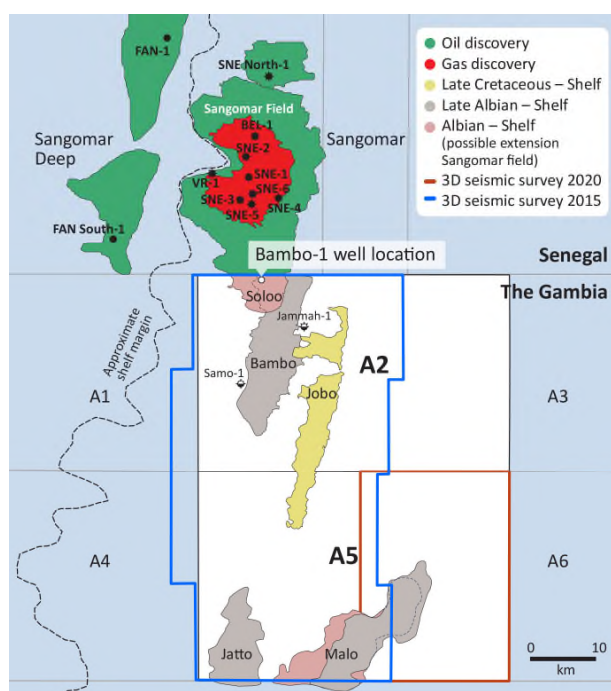 FAN-1
SNE North-1
Sangomar Field
BEL-1
SNE-2
Sangomar
Deep
Sangomar
VR-1
SNE-1
SNE-6
SNE-3
SNE-4
SNE-5
FAN South-1
Oil discovery
Gas discovery
Late Cretaceous – Shelf
Late Albian – Shelf
Albian – Shelf
(possible extension
Sangomar field)
3D seismic survey 2020
3D seismic survey 2015
Bambo-1 well location
Senegal
The Gambia
Soloo
Jammah-1
Approximate
shelf margin
Bambo
Samo-1
A2
Jobo
A1
A3
A4
A5
A6
Jatto
Malo
0 10
km